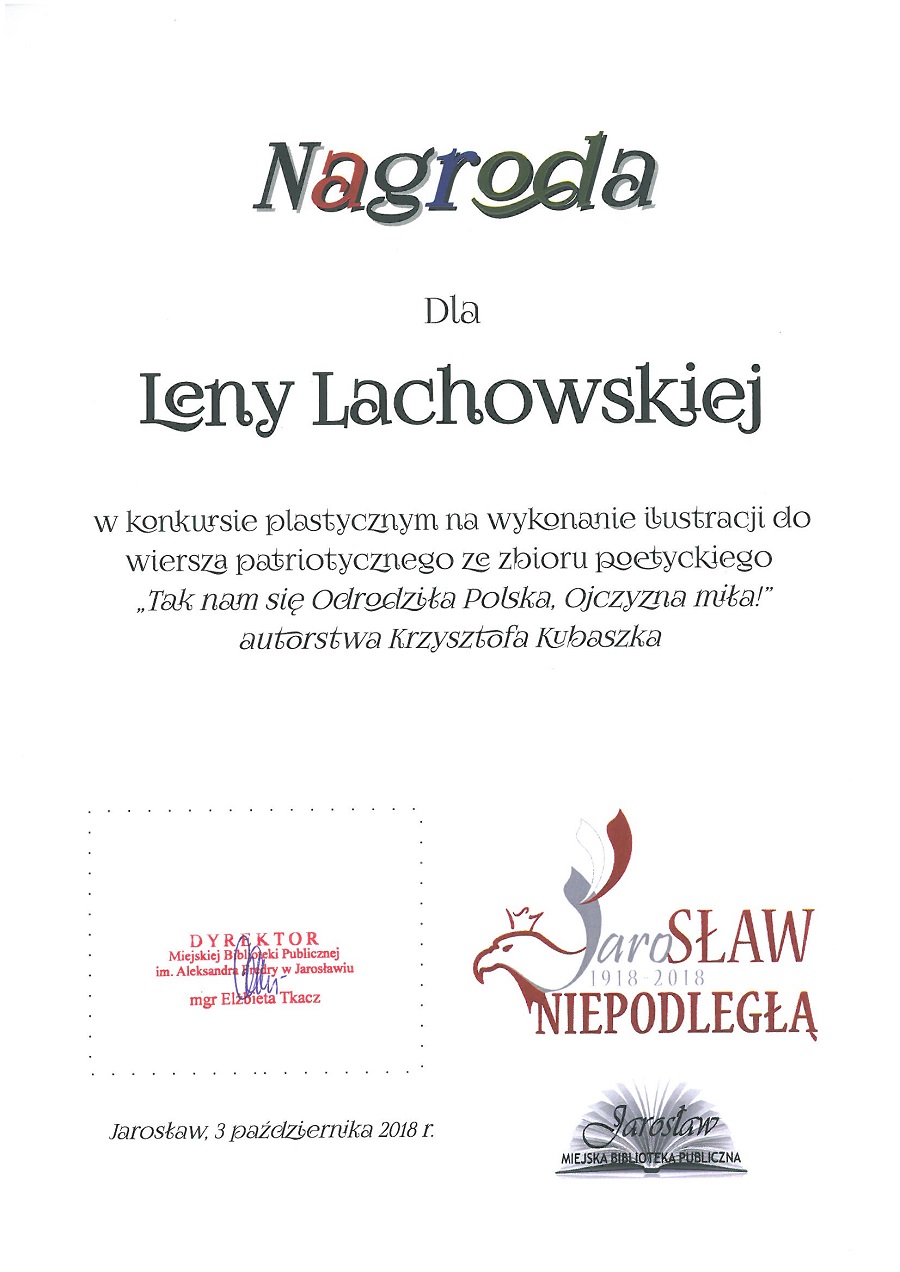 Nagroda
Dla
Leny Lachowskiej
w konkursie plastycznym na wykonanie ilustracji do
wiersza patriotycznego ze zbioru poetyckiego
„Tak nam się Odrodziła Polska, Ojczyzna miła!”
autorstwa Krzysztofa Kubaszka
DYREKTOR
Miejskiej Biblioteki Publicznej
im. Aleksandra Fredry w Jarosławiu
mgr Elżbieta Tkacz
JaroSŁAW
1918-2018
NIEPODLEGŁĄ
Jarosław, 3 października 2018 r.
Jarosław
MIEJSKA BIBLIOTEKA PUBLICZNA